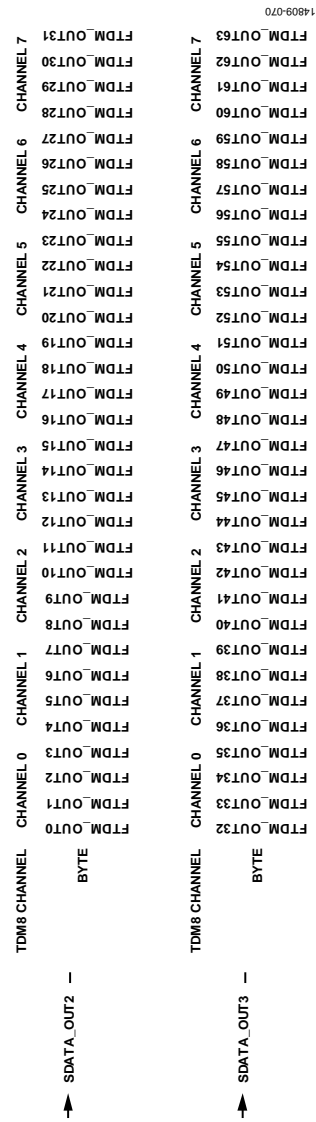 TDM8 CHANNEL CHANNEL 0 CHANNEL 1 CHANNEL 2 CHANNEL 3 CHANNEL 4 CHANNEL 5 CHANNEL 6 CHANNEL 7
SDATA_OUT2
BYTE
FTDM_OUT0
FTDM_OUT1
FTDM_OUT2
FTDM_OUT3
FTDM_OUT4
FTDM_OUT5
FTDM_OUT6
FTDM_OUT7
FTDM_OUT8
FTDM_OUT9
FTDM_OUT10
FTDM_OUT11
FTDM_OUT12
FTDM_OUT13
FTDM_OUT14
FTDM_OUT15
FTDM_OUT16
FTDM_OUT17
FTDM_OUT18
FTDM_OUT19
FTDM_OUT20
FTDM_OUT21
FTDM_OUT22
FTDM_OUT23
FTDM_OUT24
FTDM_OUT25
FTDM_OUT26
FTDM_OUT27
FTDM_OUT28
FTDM_OUT29
FTDM_OUT30
FTDM_OUT31
TDM8 CHANNEL CHANNEL 0 CHANNEL 1 CHANNEL 2 CHANNEL 3 CHANNEL 4 CHANNEL 5 CHANNEL 6 CHANNEL 7
SDATA_OUT3
BYTE
FTDM_OUT32
FTDM_OUT33
FTDM_OUT34
FTDM_OUT35
FTDM_OUT36
FTDM_OUT37
FTDM_OUT38
FTDM_OUT39
FTDM_OUT40
FTDM_OUT41
FTDM_OUT42
FTDM_OUT43
FTDM_OUT44
FTDM_OUT45
FTDM_OUT46
FTDM_OUT47
FTDM_OUT48
FTDM_OUT49
FTDM_OUT50
FTDM_OUT51
FTDM_OUT52
FTDM_OUT53
FTDM_OUT54
FTDM_OUT55
FTDM_OUT56
FTDM_OUT57
FTDM_OUT58
FTDM_OUT59
FTDM_OUT60
FTDM_OUT61
FTDM_OUT62
FTDM_OUT63
14809-070